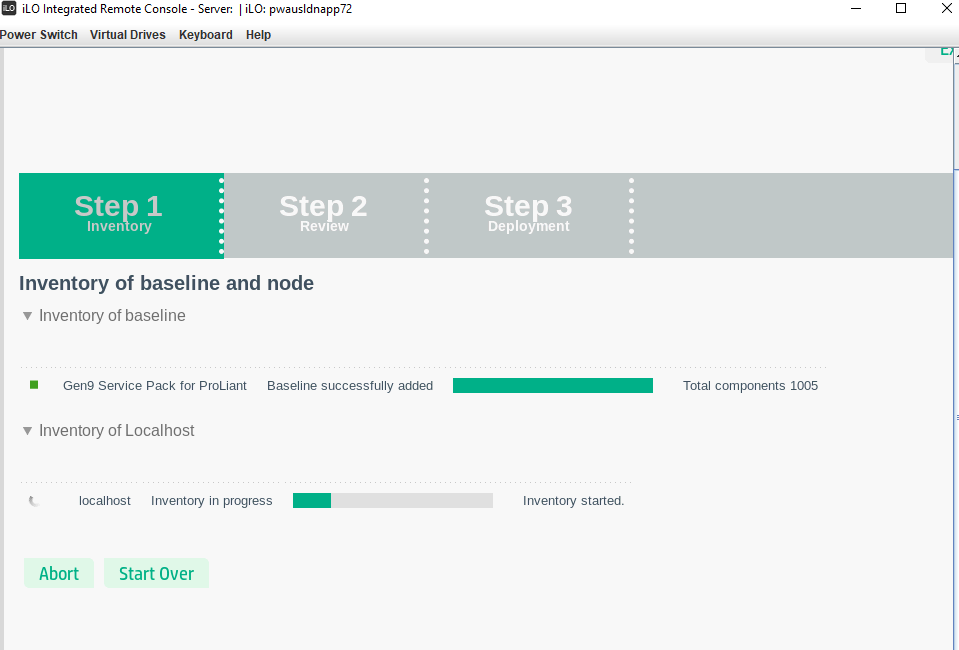 iLO iLO Integrated Remote Console - Server: | iLO: pwausldnapp72
Power Switch Virtual Drives Keyboard Help
Step 1 Step 2 Step 3
Inventory Review Deployment
Inventory of baseline and node
Inventory of baseline
Gen9 Service Pack for ProLiant Baseline successfully added Total components 1005
Inventory of Localhost
localhost Inventory in progress Inventory started.
Abort Start Over